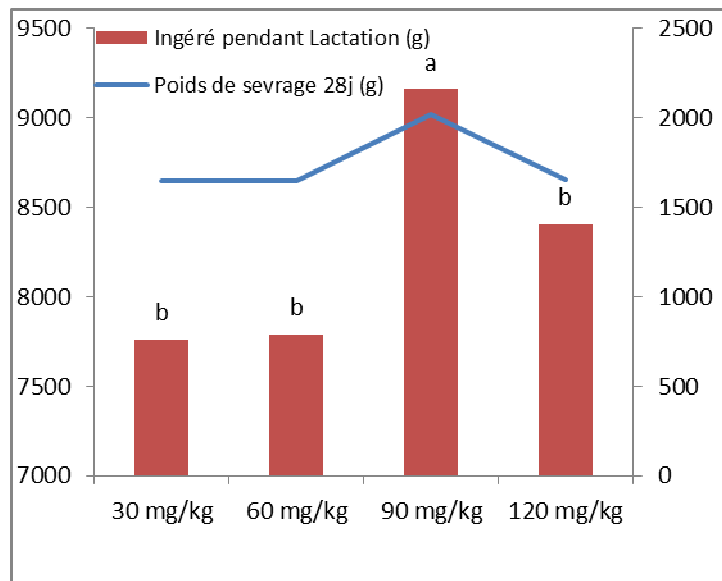 Ingéré pendant Lactation (g)
Poids de sevrage 28j (g)
9500
9000
8500
8000
7500
7000
2500
2000
1500
1000
500
0
b
b
a
b
30 mg/kg 60 mg/kg 90 mg/kg 120 mg/kg